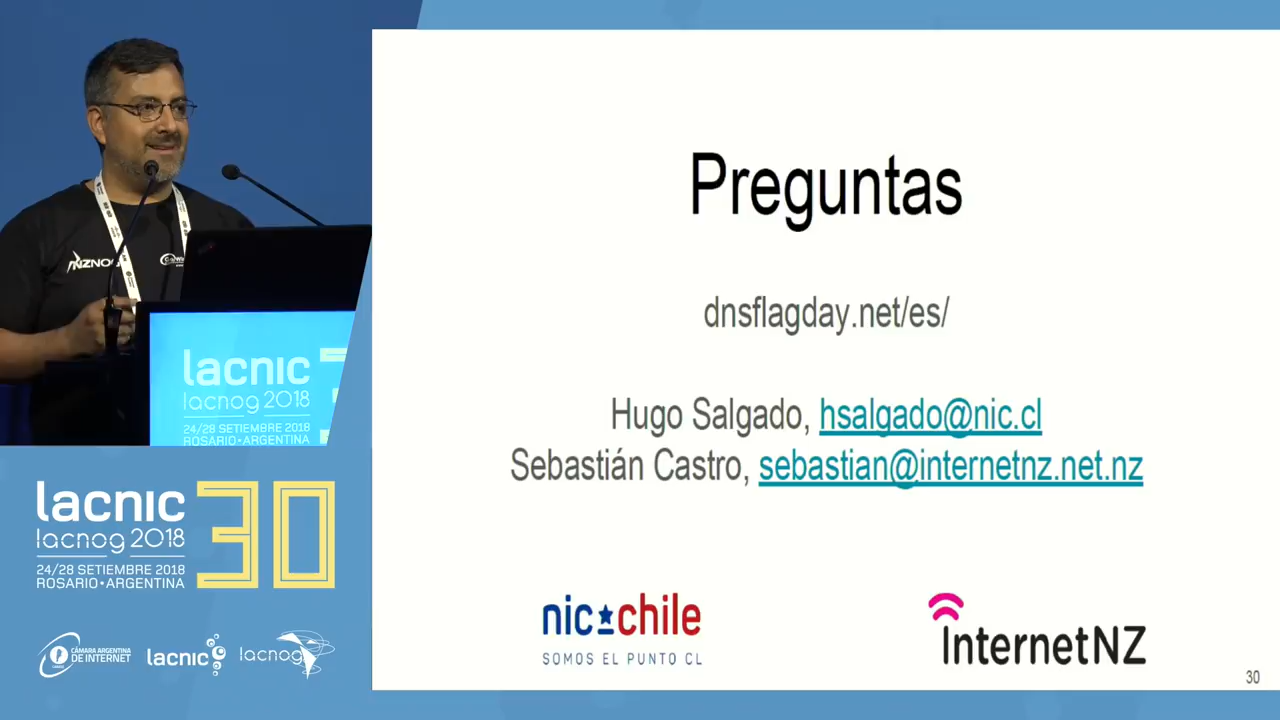 Preguntas
dnsflagday.net/es/
Hugo Salgado, hsalgado@nic.cl
Sebastián Castro, sebastian@internetnz.net.nz
nic chile
SOMOS EL PUNTO CL
InternetNZ
30
NZNOG
lacnic
lacnog 2018
24/28 SETIEMBRE 2018
ROSARIO•ARGENTINA
lacnic 30
lacnog 2018
24/28 SETIEMBRE 2018
ROSARIO•ARGENTINA
CÁMARA ARGENTINA
DE INTERNET
lacnic
lacnog